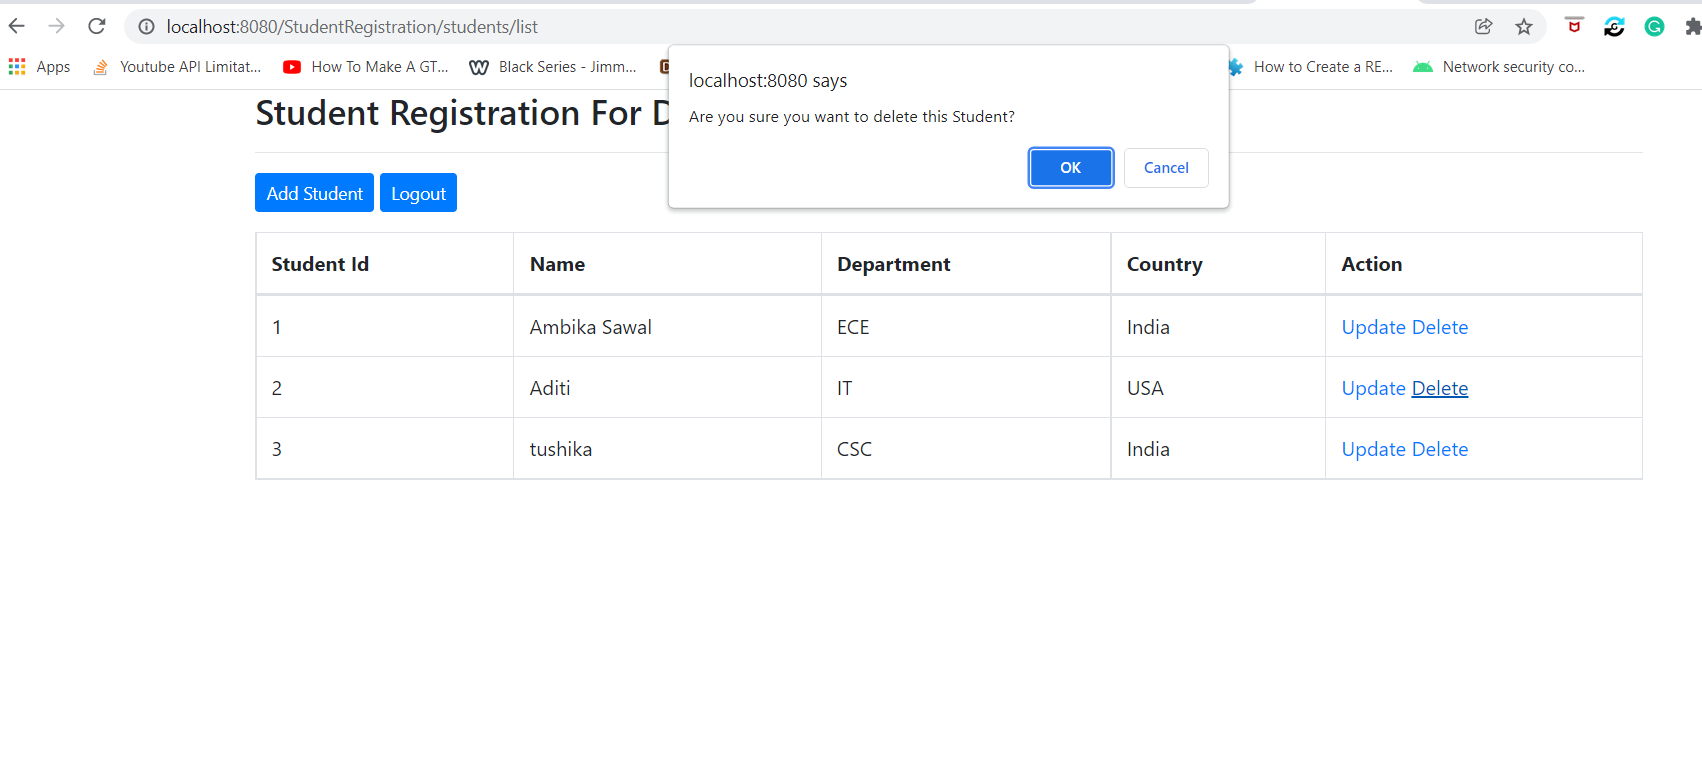 localhost:8080/StudentRegistration/students/list
Apps Youtube API Limitat... How To Make A GT... Black Series - Jimm... How to Create a RE... Network security co...
localhost:8080 says
Are you sure you want to delete this Student?
OK Cancel
Student Registration For
Add Student Logout
Student Id Name Department Country Action
1 Ambika Sawal ECE India Update Delete
2 Aditi IT USA Update Delete
3 tushika CSC India Update Delete